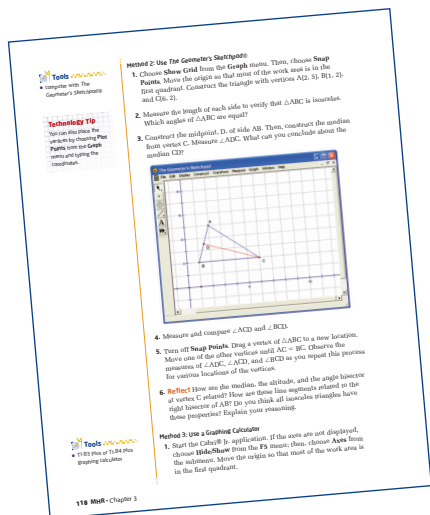 Tools
computer with The
Geometer's Sketchpad®
Technology Tip
You can also place the
vertices by choosing Plot
Points from the Graph
menu and typing the
coordinates.
Method 2: Use The Geometer's Sketchpad®
1. Choose Show Grid from the Graph menu. Then, choose Snap
Points. Move the origin so that most of the work area is in the
first quadrant. Construct the triangle with vertices A(2, 5), B(1, 2),
and C(6, 2).
2. Measure the length of each side to verify that △ABC is isosceles.
Which angles of △ABC are equal?
3. Construct the midpoint, D, of side AB. Then, construct the median
from vertex C. Measure ∠ADC. What can you conclude about the
median CD?
The Geometer's Sketchpad
File Edit Display Construct Transform Measure Graph Window Help
A
D
B
C
4. Measure and compare ∠ACD and ∠BCD.
5. Turn off Snap Points. Drag a vertex of △ABC to a new location.
Move one of the other vertices until AC = BC. Observe the
measures of ∠ADC, ∠ACD, and ∠BCD as you repeat this process
for various locations of the vertices.
6. Reflect How are the median, the altitude, and the angle bisector
at vertex C related? How are these line segments related to the
right bisector of AB? Do you think all isosceles triangles have
these properties? Explain your reasoning.
Tools
TI-83 Plus or TI-84 Plus
graphing calculator
Method 3: Use a Graphing Calculator
1. Start the Cabri® Jr. application. If the axes are not displayed,
choose Hide/Show from the F5 menu; then, choose Axes from
the submenu. Move the origin so that most of the work area is
in the first quadrant.
118 MHR • Chapter 3